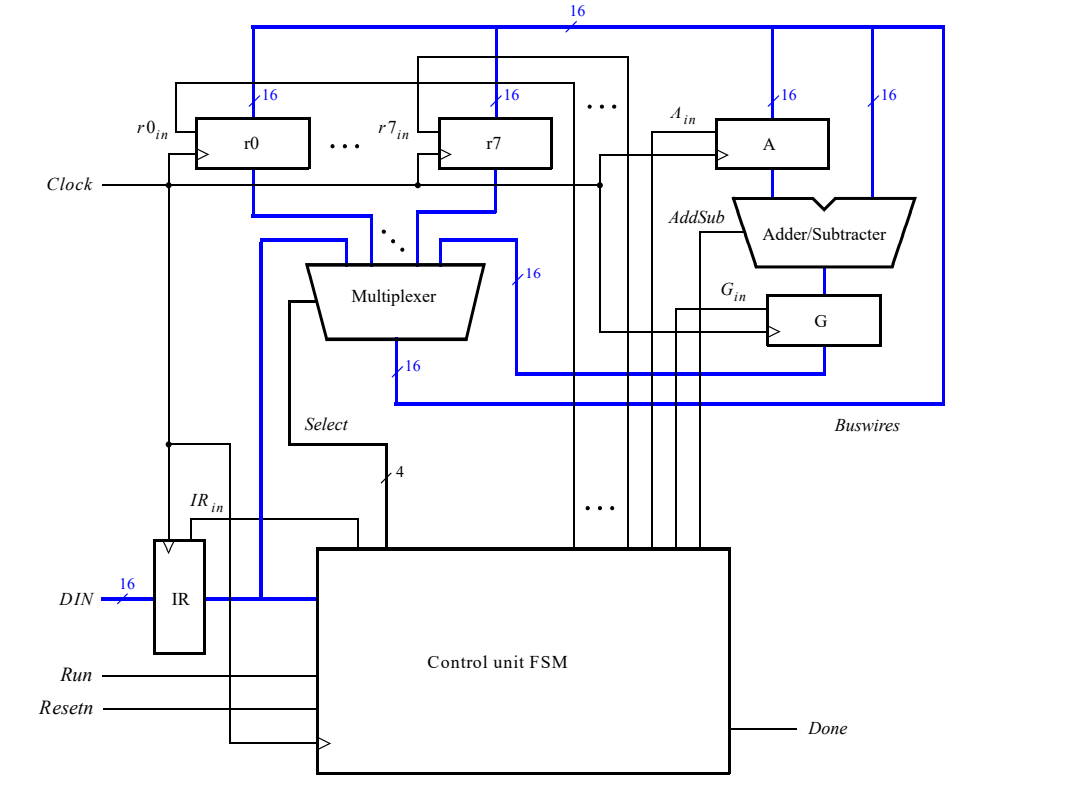 16
16
16
16
16
r0in
r0
• • •
r7in
r7
• • •
Ain
A
Clock
AddSub
Adder/Subtracter
Multiplexer
16
Gin
G
16
Select
Buswires
4
IRin
• • •
DIN
16
IR
Control unit FSM
Run
Resetn
Done